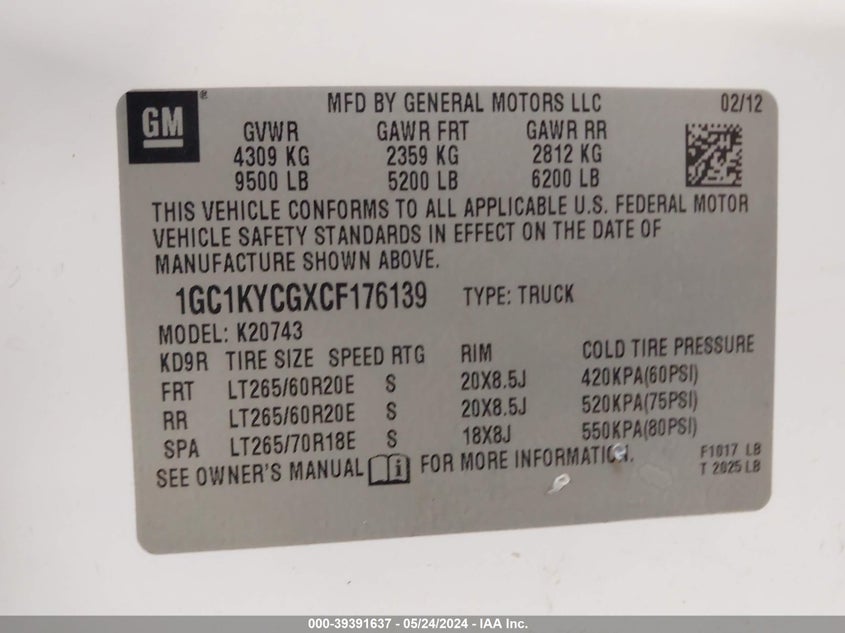 GM ®
MFD BY GENERAL MOTORS LLC 02/12
GVWR GAWR FRT GAWR RR
4309 KG 2359 KG 2812 KG
9500 LB 5200 LB 6200 LB
THIS VEHICLE CONFORMS TO ALL APPLICABLE U.S. FEDERAL MOTOR
VEHICLE SAFETY STANDARDS IN EFFECT ON THE DATE OF
MANUFACTURE SHOWN ABOVE.
1GC1KYCGXCF176139 TYPE: TRUCK
MODEL: K20743
KD9R TIRE SIZE SPEED RTG RIM COLD TIRE PRESSURE
FRT LT265/60R20E S 20X8.5J 420KPA(60PSI)
RR LT265/60R20E S 20X8.5J 520KPA(75PSI)
SPA LT265/70R18E S 18X8J 550KPA(80PSI)
SEE OWNER'S MANUAL i FOR MORE INFORMATION.
F1017 LB
T 2025 LB
000-39391637 - 05/24/2024 - IAA Inc.